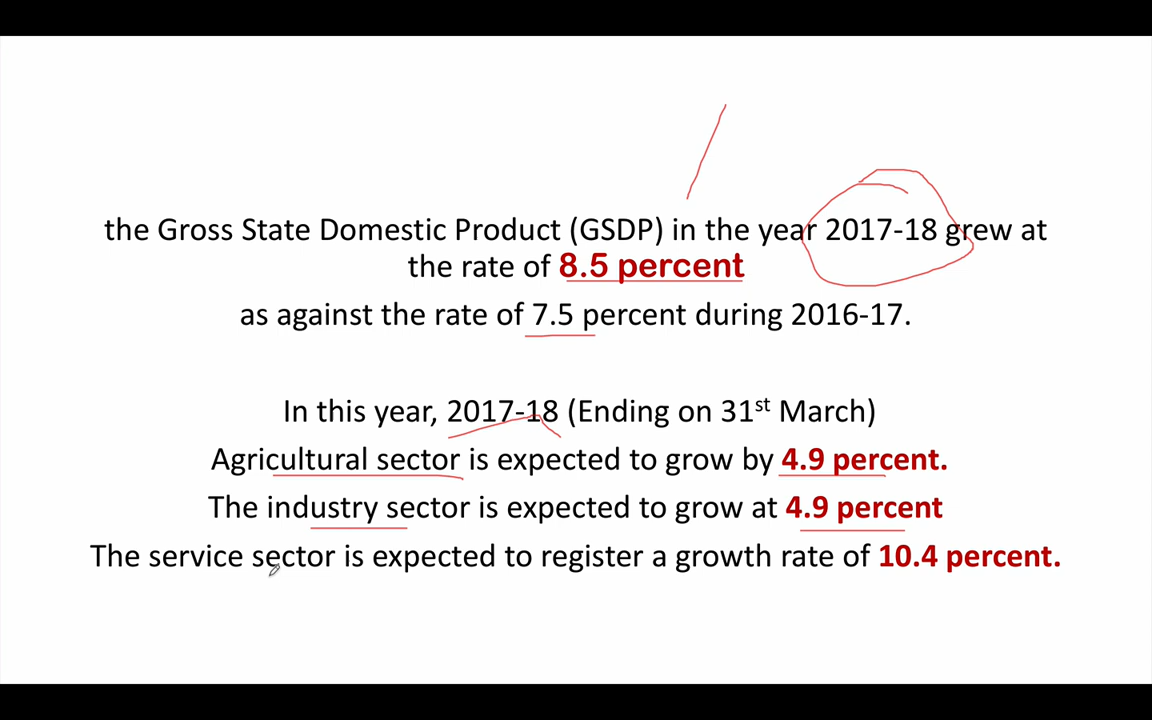 the Gross State Domestic Product (GSDP) in the year 2017-18 grew at
the rate of 8.5 percent
as against the rate of 7.5 percent during 2016-17.
In this year, 2017-18 (Ending on 31st March)
Agricultural sector is expected to grow by 4.9 percent.
The industry sector is expected to grow at 4.9 percent
The service sector is expected to register a growth rate of 10.4 percent.